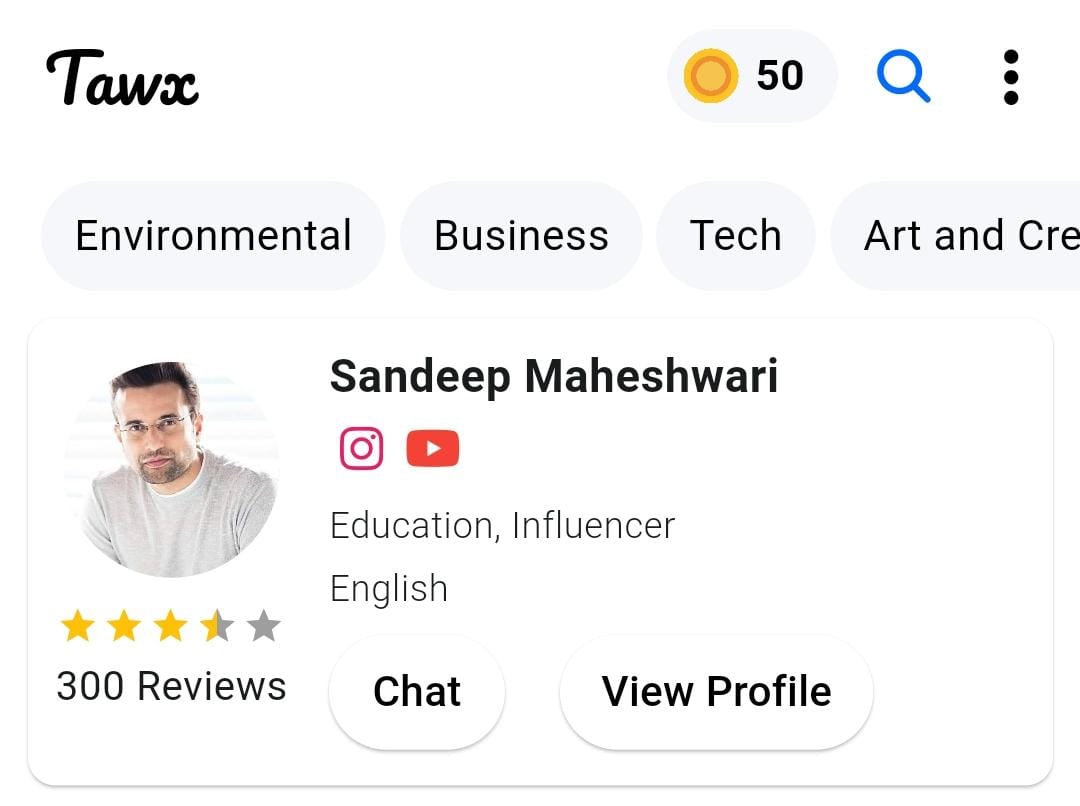 Tawx
50
Environmental
Business
Tech
Art and Cre
Sandeep Maheshwari
Education, Influencer
English
300 Reviews
Chat
View Profile